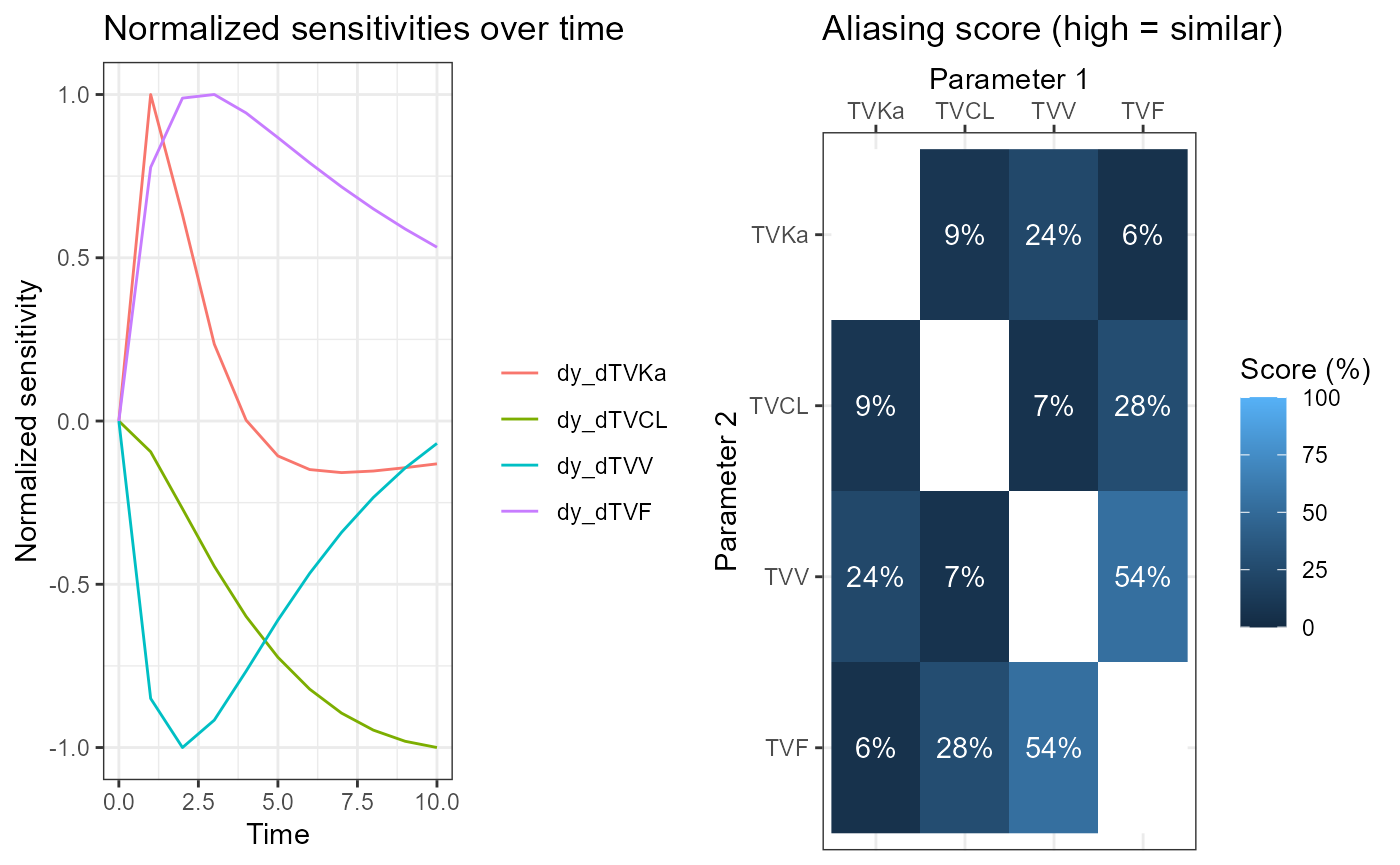 Normalized sensitivities over time
Normalized sensitivity
1.0
0.5
0.0
-0.5
-1.0
0.0 2.5 5.0 7.5 10.0
Time
dy_dTVKa
dy_dTVCL
dy_dTVV
dy_dTVF
Aliasing score (high = similar)
Parameter 1
TVKa TVCL TVV TVF
Parameter 2
TVKa 9% 24% 6%
TVCL 9% 7% 28%
TVV 24% 7% 54%
TVF 6% 28% 54%
Score (%)
100
75
50
25
0